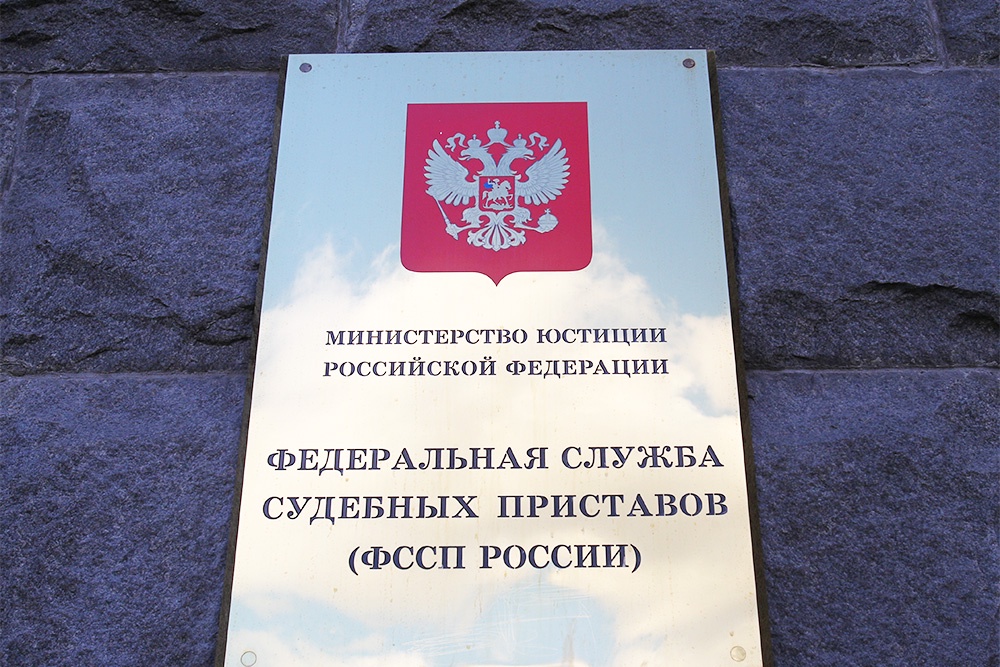 МИНИСТЕРСТВО ЮСТИЦИИ
РОССИЙСКОЙ ФЕДЕРАЦИИ
ФЕДЕРАЛЬНАЯ СЛУЖБА
СУДЕБНЫХ ПРИСТАВОВ
(ФССП РОССИИ)